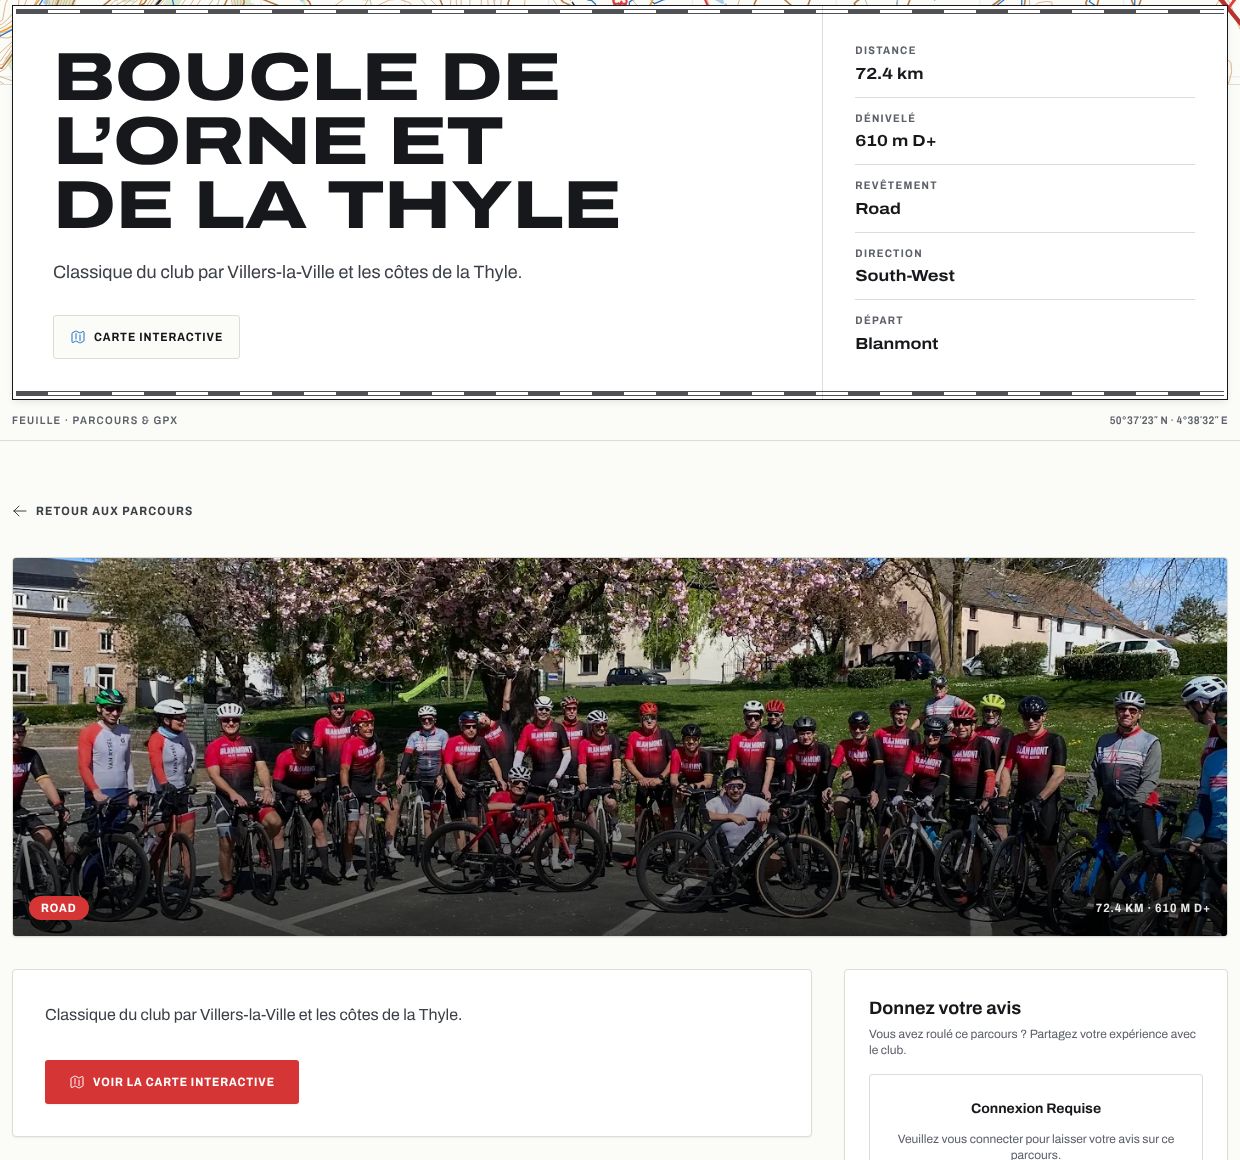 BOUCLE DE
L’ORNE ET
DE LA THYLE
Classique du club par Villers-la-Ville et les côtes de la Thyle.
CARTE INTERACTIVE
DISTANCE
72.4 km
DÉNIVELÉ
610 m D+
REVÊTEMENT
Road
DIRECTION
South-West
DÉPART
Blanmont
FEUILLE · PARCOURS & GPX
50°37′23″ N · 4°38′32″ E
RETOUR AUX PARCOURS
ROAD
72.4 KM · 610 M D+
Classique du club par Villers-la-Ville et les côtes de la Thyle.
VOIR LA CARTE INTERACTIVE
Donnez votre avis
Vous avez roulé ce parcours ? Partagez votre expérience avec
le club.
Connexion Requise
Veuillez vous connecter pour laisser votre avis sur ce
parcours.